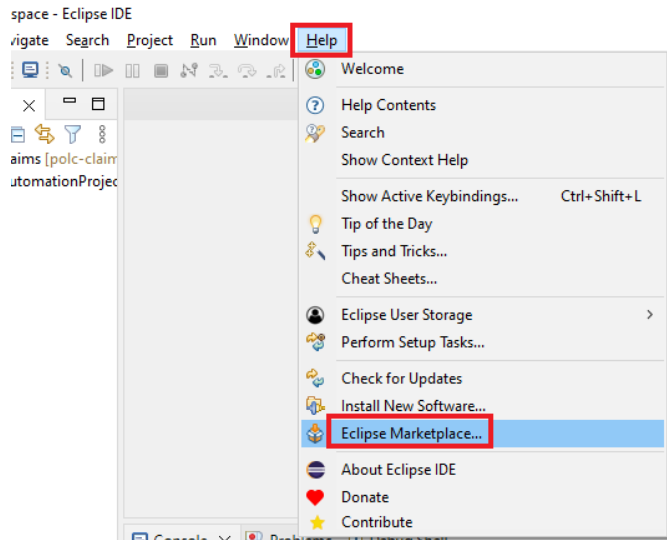 space - Eclipse IDE
vigate Search Project Run Window Help
Welcome
Help Contents
Search
Show Context Help
Show Active Keybindings... Ctrl+Shift+L
Tip of the Day
Tips and Tricks...
Cheat Sheets...
Eclipse User Storage
Perform Setup Tasks...
Check for Updates
Install New Software...
Eclipse Marketplace...
About Eclipse IDE
Donate
Contribute
aims [polc-claim
utomationProjec
Console